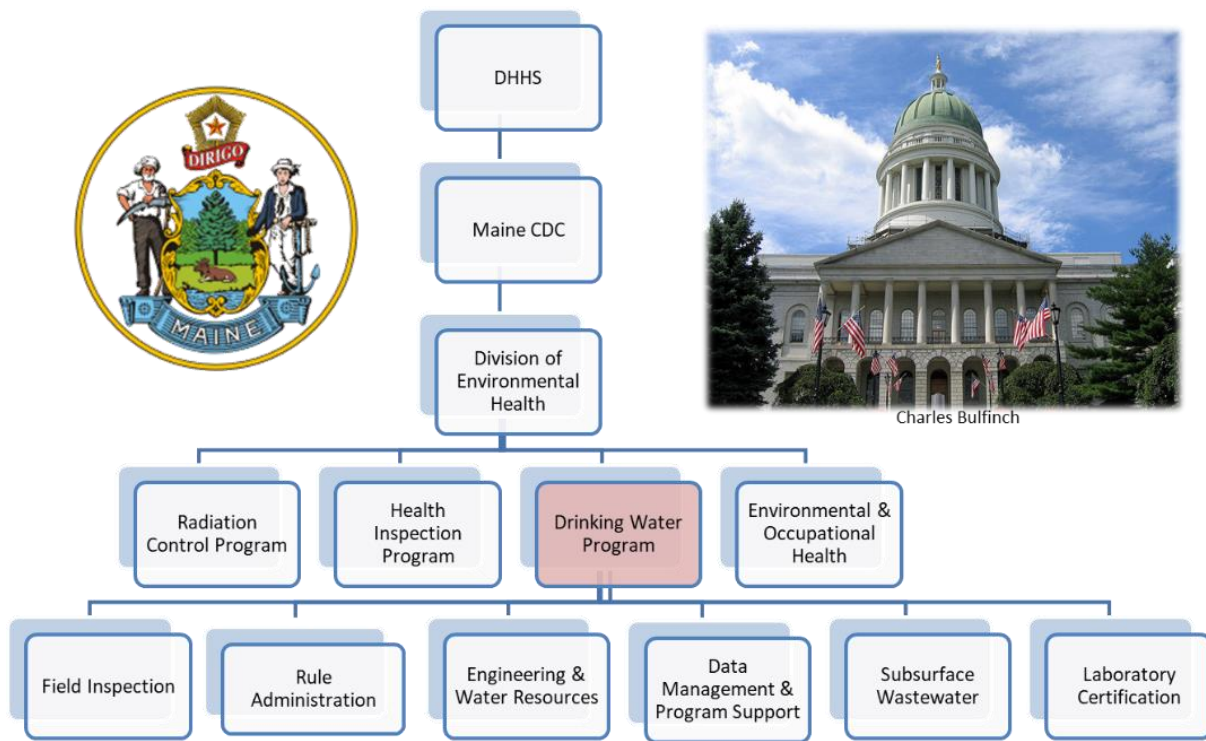 DHHS
DIRIGO
MAINE
Maine CDC
Division of
Environmental
Health
Charles Bulfinch
Radiation
Control Program
Health
Inspection
Program
Drinking Water
Program
Environmental &
Occupational
Health
Field Inspection
Rule
Administration
Engineering &
Water Resources
Data
Management &
Program Support
Subsurface
Wastewater
Laboratory
Certification